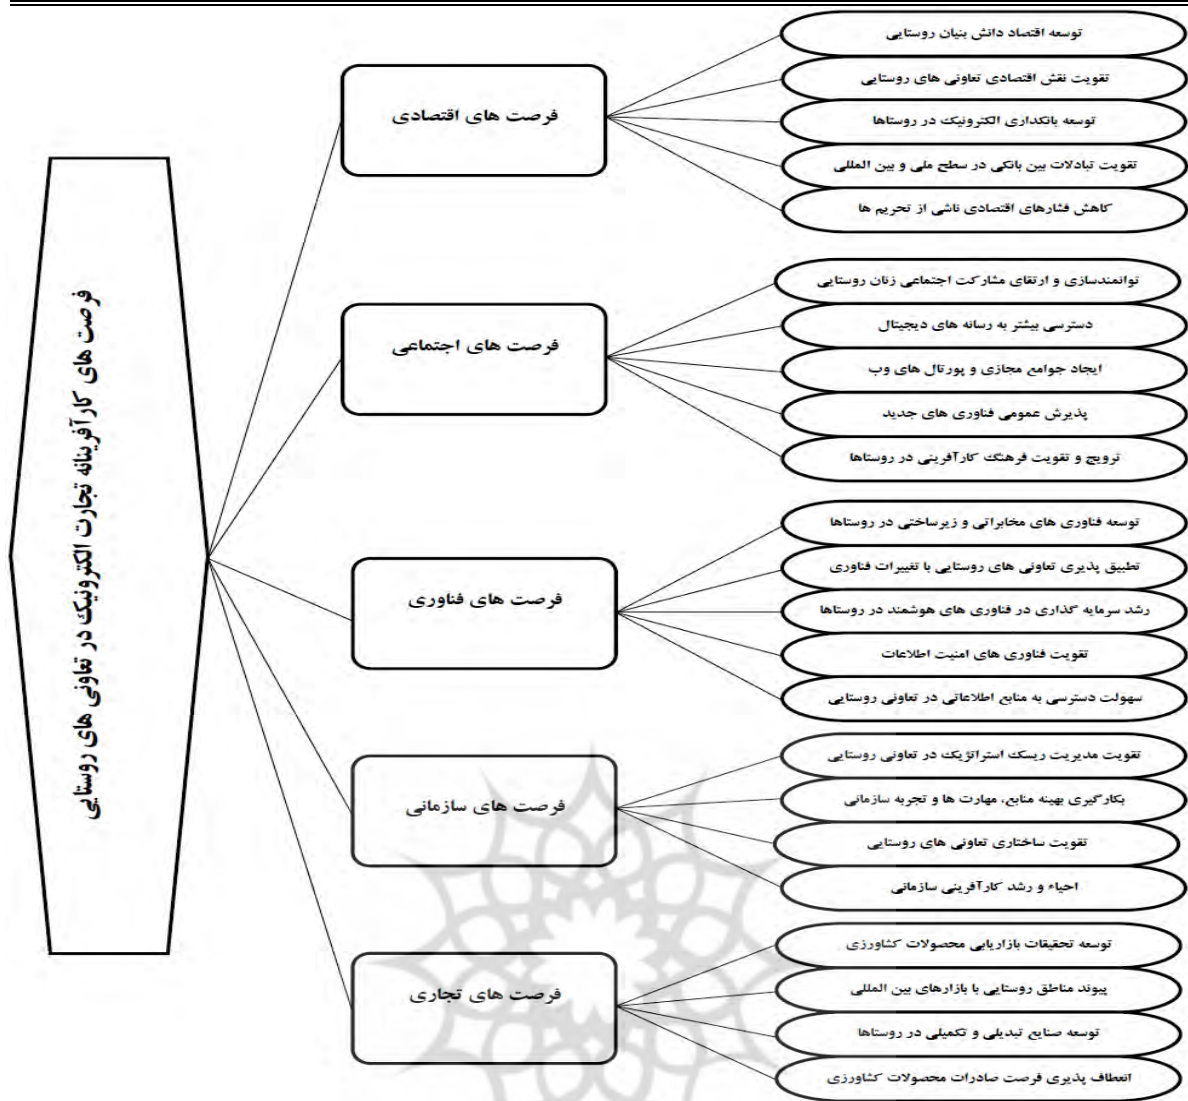 فرصت های کارآفرینانه تجارت الکترونیک در تعاونی های روستایی
فرصت های اقتصادی
توسعه اقتصاد دانش بنیان روستایی
تقویت نقش اقتصادی تعاونی های روستایی
توسعه بانکداری الکترونیک در روستاها
تقویت تبادلات بین بانکی در سطح ملی و بین المللی
کاهش فشارهای اقتصادی ناشی از تحریم ها
فرصت های اجتماعی
توانمندسازی و ارتقای مشارکت اجتماعی زنان روستایی
دسترسی بیشتر به رسانه های دیجیتال
ایجاد جوامع مجازی و پورتال های وب
پذیرش عمومی فناوری های جدید
ترویج و تقویت فرهنگ کارآفرینی در روستاها
فرصت های فناوری
توسعه فناوری های مخابراتی و زیرساختی در روستاها
تطبیق پذیری تعاونی های روستایی با تغییرات فناوری
رشد سرمایه گذاری در فناوری های هوشمند در روستاها
تقویت فناوری های امنیت اطلاعات
سهولت دسترسی به منابع اطلاعاتی در تعاونی روستایی
فرصت های سازمانی
تقویت مدیریت ریسک استراتژیک در تعاونی روستایی
بکارگیری بهینه منابع، مهارت ها و تجربه سازمانی
تقویت ساختاری تعاونی های روستایی
احیاء و رشد کارآفرینی سازمانی
فرصت های تجاری
توسعه تحقیقات بازاریابی محصولات کشاورزی
پیوند مناطق روستایی با بازارهای بین المللی
توسعه صنایع تبدیلی و تکمیلی در روستاها
انعطاف پذیری فرصت صادرات محصولات کشاورزی